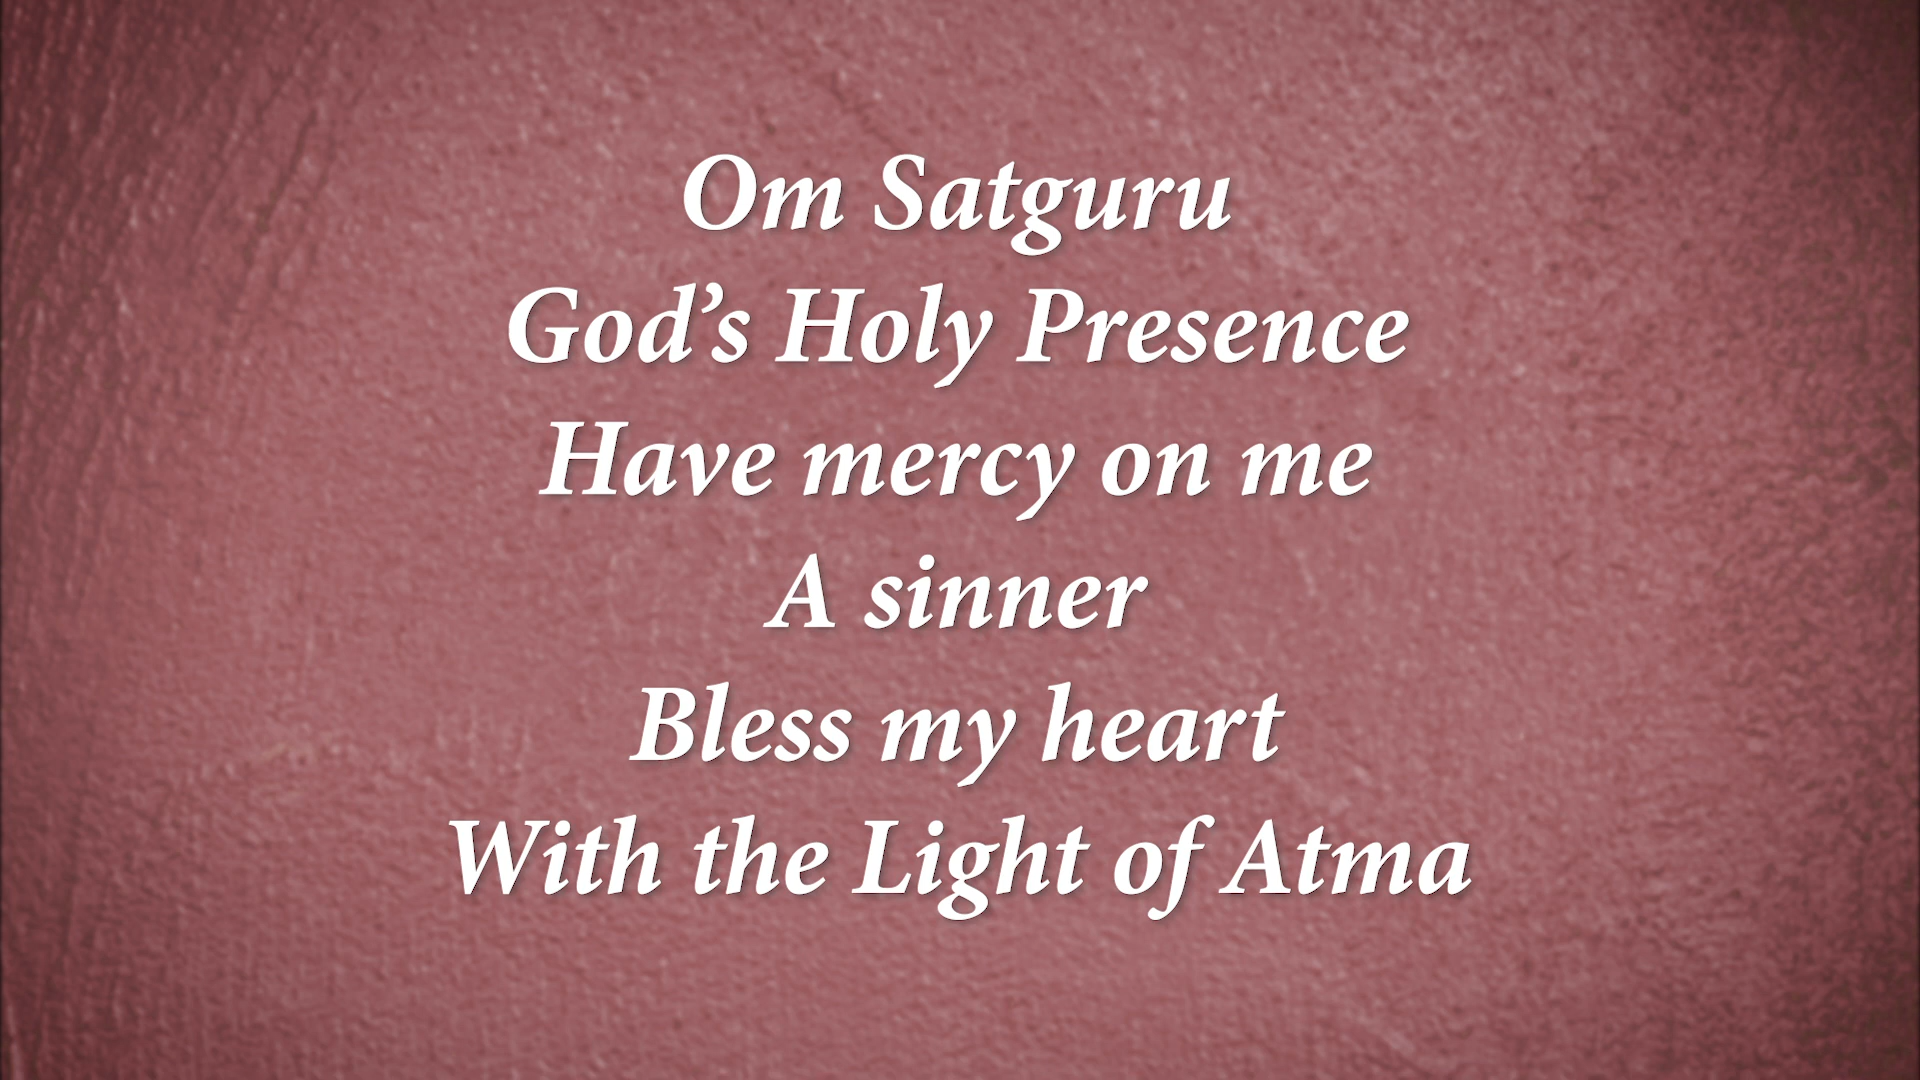 Om Satguru
God’s Holy Presence
Have mercy on me
A sinner
Bless my heart
With the Light of Atma